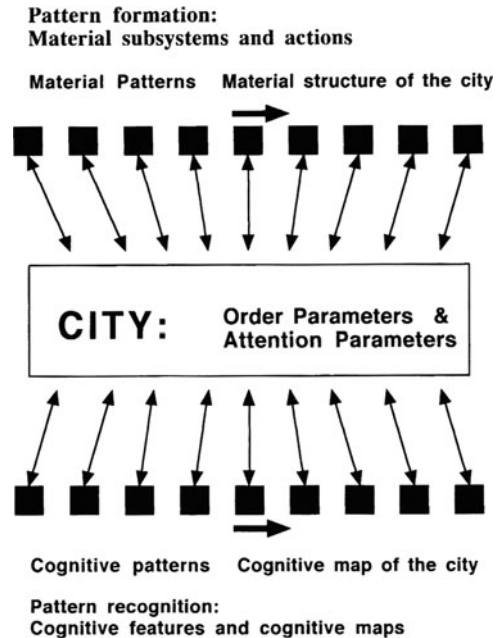 Pattern formation:
Material subsystems and actions
Material Patterns Material structure of the city
CITY: Order Parameters &
Attention Parameters
Cognitive patterns Cognitive map of the city
Pattern recognition:
Cognitive features and cognitive maps